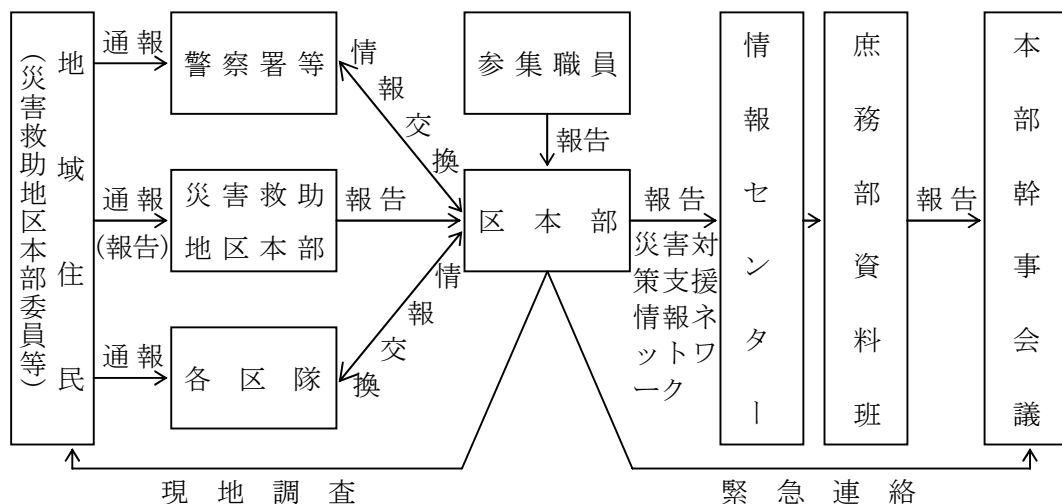 地域住民
(災害救助地区本部委員等)
通報
警察署等
情報交換
参集職員
報告
通報
(報告)
災害救助
地区本部
報告
区本部
報告
災害対
策支援
情報ネ
ットワ
ーク
情報センター
庶務部資料班
報告
本部幹事会議
通報
各区隊
情報交換
現地調査
緊急連絡